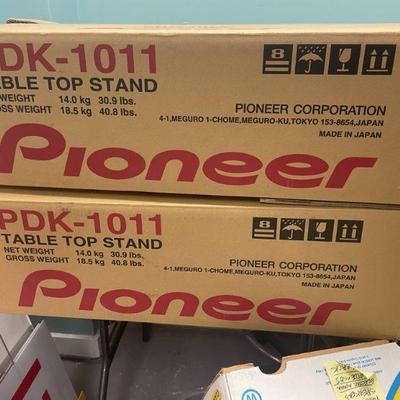 PDK-1011
TABLE TOP STAND
WEIGHT 14.0 kg 30.9 lbs.
WEIGHT 18.5 kg 40.8 lbs.
8
PIONEER CORPORATION
4-1,MEGURO 1-CHOME,MEGURO-KU,TOKYO 153-8654,JAPAN
MADE IN JAPAN
Pioneer
PDK-1011
TABLE TOP STAND
NET WEIGHT 14.0 kg 30.9 lbs.
GROSS WEIGHT 18.5 kg 40.8 lbs.
8
PIONEER CORPORATION
4-1,MEGURO 1-CHOME,MEGURO-KU,TOKYO 153-8654,JAPAN
MADE IN JAPAN
Pioneer